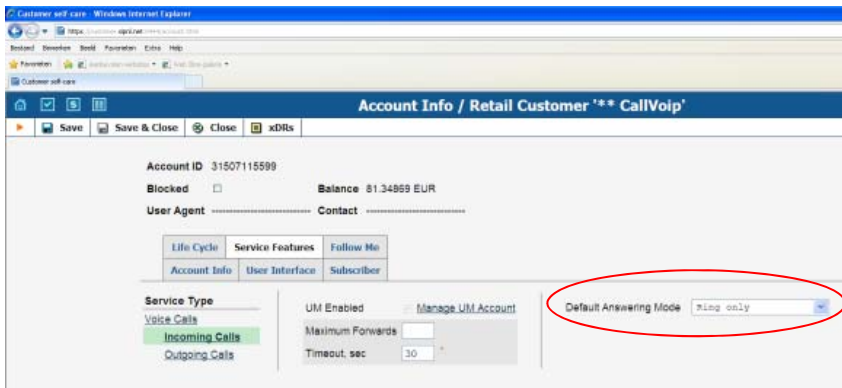 Customer self-care - Windows Internet Explorer
Bestand Bewerken Beeld Favorieten Extra Help
Favorieten
Customer self-care
Account Info / Retail Customer '** CallVoip'
Save Save & Close Close xDRs
Account ID 31507115599
Blocked Balance 81.34869 EUR
User Agent ------------------------- Contact -------------------------
Life Cycle Service Features Follow Me
Account Info User Interface Subscriber
Service Type
Voice Calls
Incoming Calls
Outgoing Calls
UM Enabled Manage UM Account
Maximum Forwards
Timeout, sec 30 *
Default Answering Mode Ring only